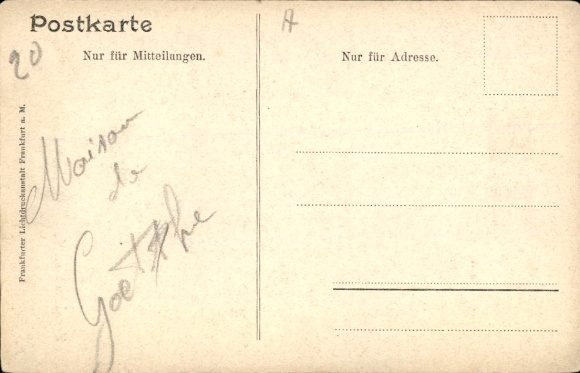 Postkarte
A
20
Nur für Mitteilungen.
Nur für Adresse.
Maison
de
Goethe
Frankfurter Lichtdruckanstalt Frankfurt a. M.